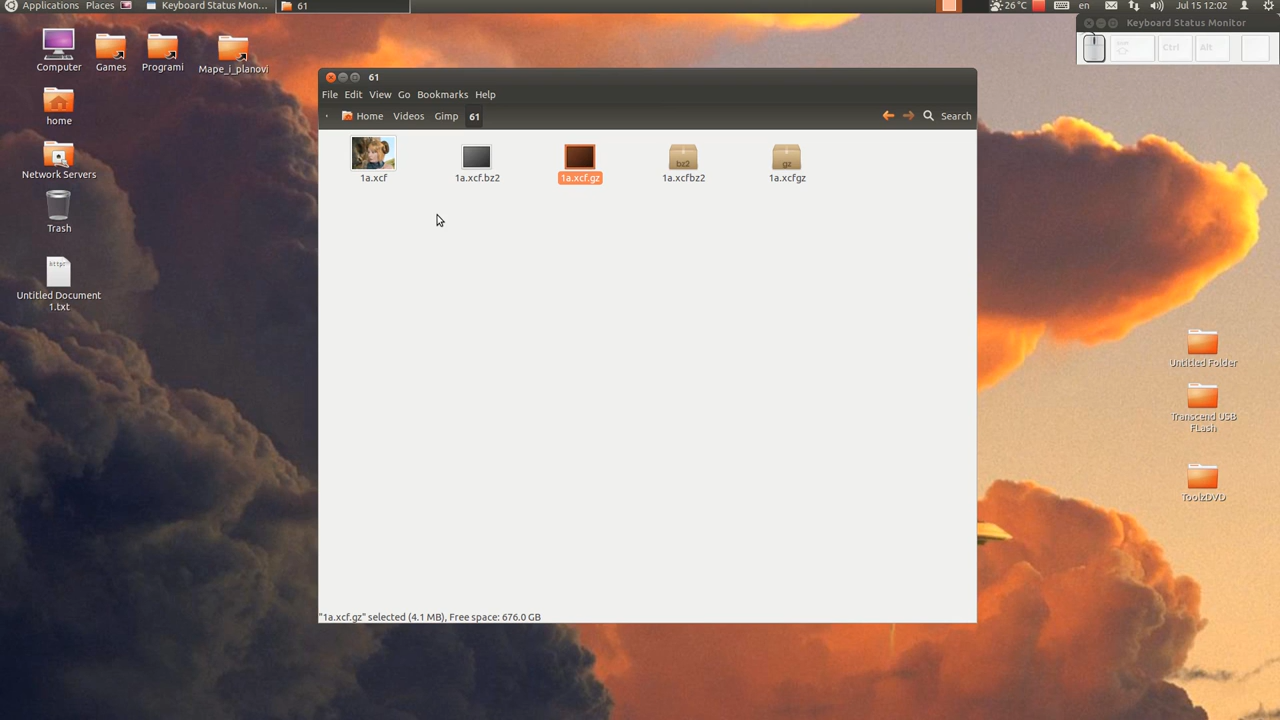 Applications Places Keyboard Status Mon... 61 26 °C en Jul 15 12:02
Keyboard Status Monitor
Ctrl Alt
Computer
Games
Programi
Mape_i_planovi
home
Network Servers
Trash
Untitled Document
1.txt
61
File Edit View Go Bookmarks Help
Home Videos Gimp 61 Search
1a.xcf
1a.xcf.bz2
1a.xcf.gz
bz2
1a.xcfbz2
gz
1a.xcfgz
"1a.xcf.gz" selected (4.1 MB), Free space: 676.0 GB
Untitled Folder
Transcend USB
FLash
ToolzDVD